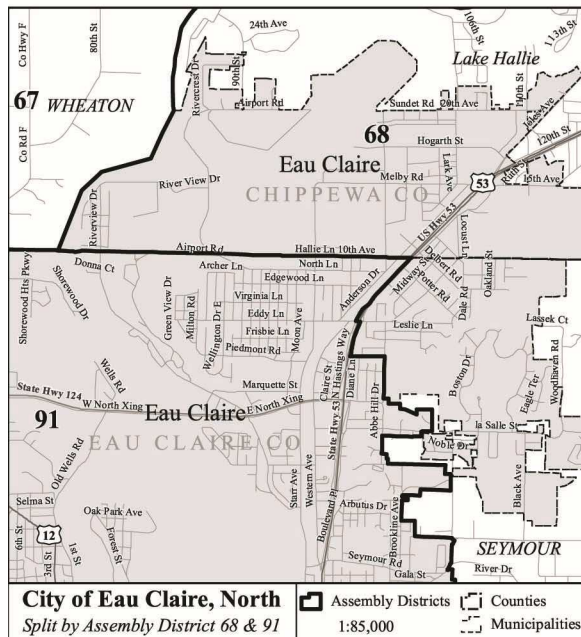 24th Ave
106th St
113th St
Co Hwy F
80th St
Rivercrest Dr
90th St
Lake Hallie
110th St
67 WHEATON
Airport Rd
Sundet Rd 20th Ave
Joles Ave
68
120th St
Co Rd F
Hogarth St
Eau Claire
Lark Ave
Ruth St
Melby Rd
15th Ave
River View Dr
53
CHIPPEWA CO
US Hwy 53
Riverview Dr
Locust Ln
Airport Rd
Hallie Ln 10th Ave
Donna Ct
Archer Ln
North Ln
Delbert Rd
Shorewood Hts Pkwy
Shorewood Dr
Edgewood Ln
Anderson Dr
Midway St
Oakland St
Virginia Ln
Potter Rd
Green View Dr
Milton Rd
Wellington Dr E
Eddy Ln
Moon Ave
Dale Rd
Frisbie Ln
Leslie Ln
Lassek Ct
Piedmont Rd
N Hastings Way
Diane Ln
Boston Dr
Eagle Ter
Woodhaven Rd
Wells Rd
Marquette St
Claire St
State Hwy 124
W North Xing
E North Xing
Abbe Hill Dr
91
Eau Claire
la Salle St
State Hwy 53
EAU CLAIRE CO
Noble Dr
Old Wells Rd
Starr Ave
Western Ave
Black Ave
Selma St
Oak Park Ave
Boulevard Pl
Arbutus Dr
Brookline Ave
12
6th St
3rd St
1st St
Forest St
SEYMOUR
Seymour Rd
River Dr
Gala St
City of Eau Claire, North
Split by Assembly District 68 & 91
Assembly Districts
Counties
1:85,000
Municipalities